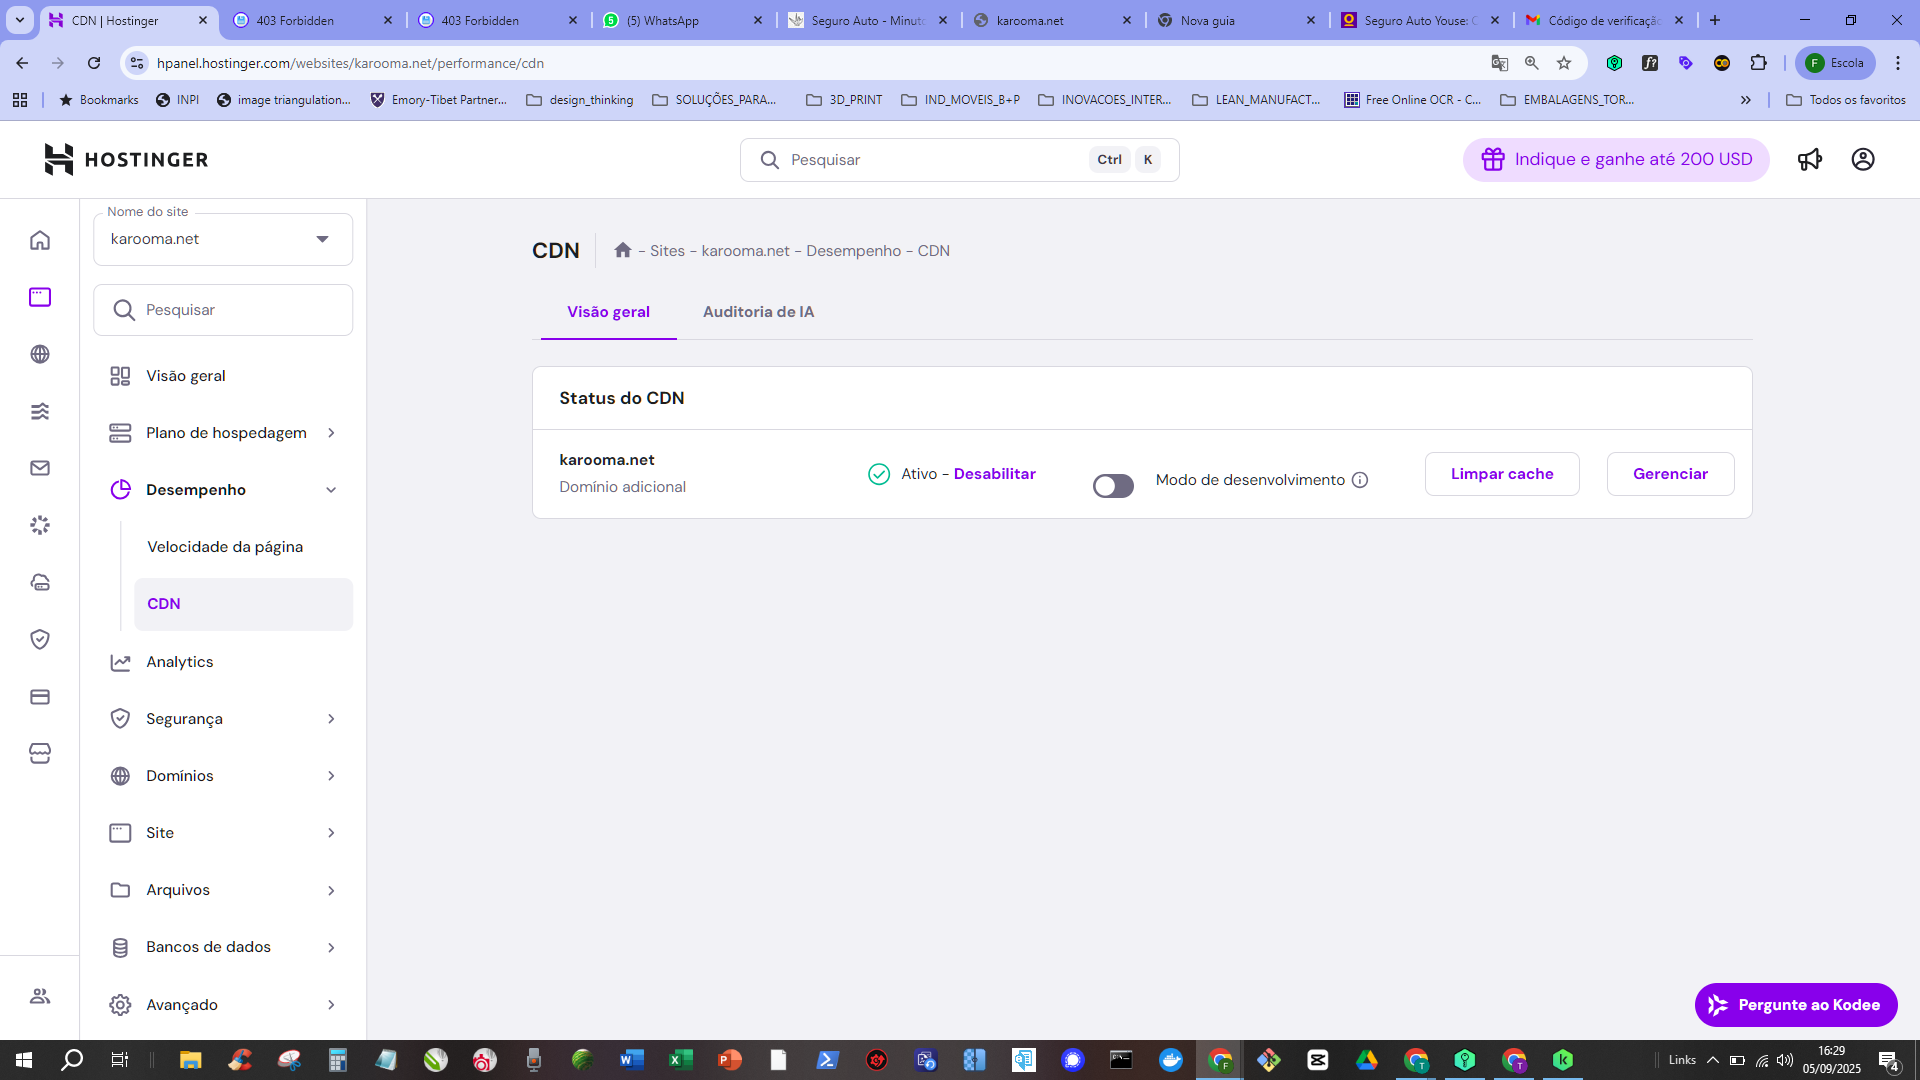 CDN | Hostinger
403 Forbidden
403 Forbidden
(5) WhatsApp
Seguro Auto - Minuto
karooma.net
Nova guia
Seguro Auto Youse: C
Código de verificação
hpanel.hostinger.com/websites/karooma.net/performance/cdn
Escola
Bookmarks
INPI
image triangulation...
Emory-Tibet Partner...
design_thinking
SOLUÇÕES_PARA...
3D_PRINT
IND_MOVEIS_B+P
INOVACOES_INTER...
LEAN_MANUFACT...
Free Online OCR - C...
EMBALAGENS_TOR...
Todos os favoritos
HOSTINGER
Pesquisar
Ctrl
K
Indique e ganhe até 200 USD
Nome do site
karooma.net
Pesquisar
Visão geral
Plano de hospedagem
Desempenho
Velocidade da página
CDN
Analytics
Segurança
Domínios
Site
Arquivos
Bancos de dados
Avançado
CDN
- Sites - karooma.net - Desempenho - CDN
Visão geral
Auditoria de IA
Status do CDN
karooma.net
Domínio adicional
Ativo - Desabilitar
Modo de desenvolvimento
Limpar cache
Gerenciar
Pergunte ao Kodee
Links
16:29
05/09/2025
4